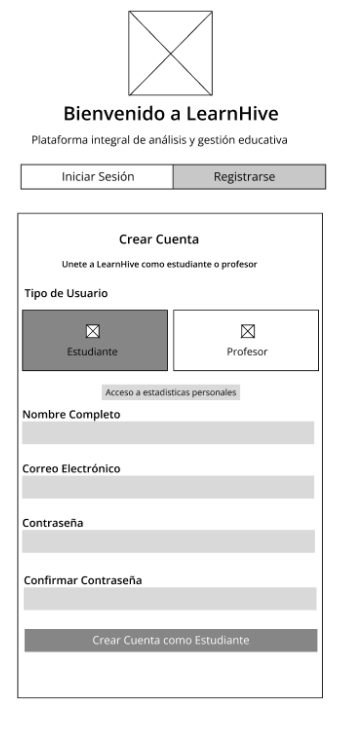 Bienvenido a LearnHive
Plataforma integral de análisis y gestión educativa
Iniciar Sesión
Registrarse
Crear Cuenta
Unete a LearnHive como estudiante o profesor
Tipo de Usuario
Estudiante
Profesor
Acceso a estadisticas personales
Nombre Completo
Correo Electrónico
Contraseña
Confirmar Contraseña
Crear Cuenta como Estudiante